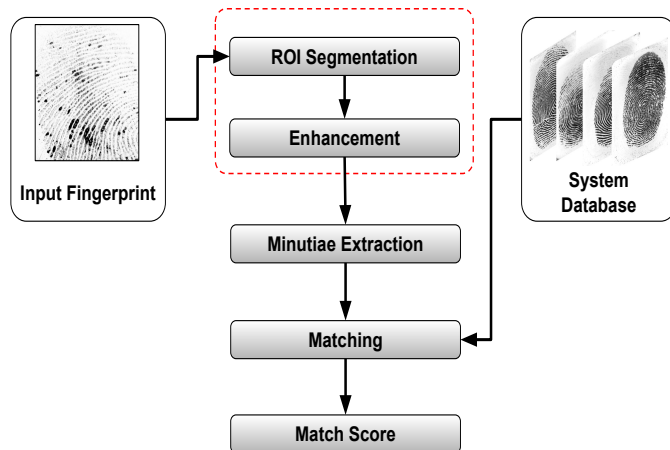 ROI Segmentation
Enhancement
Input Fingerprint
System
Database
Minutiae Extraction
Matching
Match Score